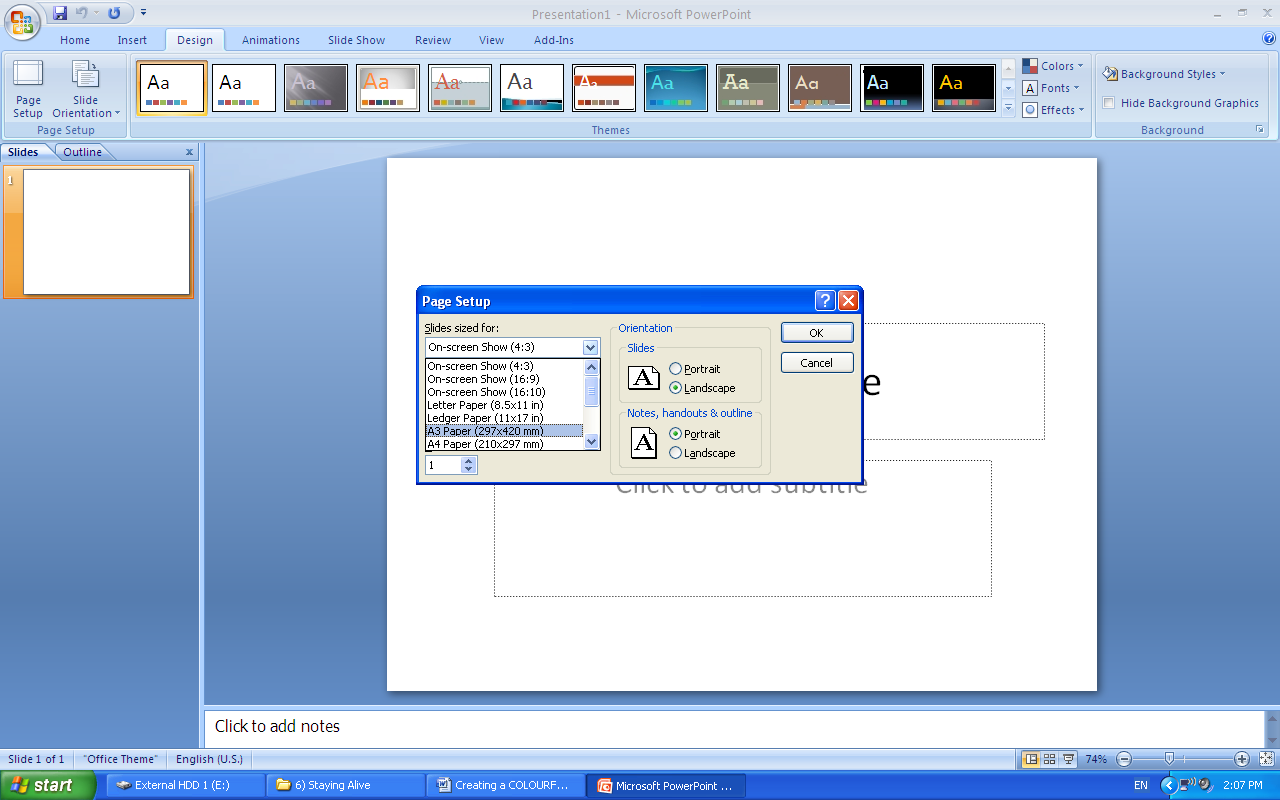 Presentation1 - Microsoft PowerPoint
Home Insert Design Animations Slide Show Review View Add-Ins
Page Setup
Slide Orientation
Page Setup
Aa Aa Aa Aa Aa Aa Aa Aa Aa Aa Aa Aa
Themes
Colors
Fonts
Effects
Background Styles
Hide Background Graphics
Background
Slides Outline x
1
Page Setup
Slides sized for:
On-screen Show (4:3)
On-screen Show (4:3)
On-screen Show (16:9)
On-screen Show (16:10)
Letter Paper (8.5x11 in)
Ledger Paper (11x17 in)
A3 Paper (297x420 mm)
A4 Paper (210x297 mm)
1
Orientation
Slides
A
Portrait
Landscape
Notes, handouts & outline
A
Portrait
Landscape
OK
Cancel
e
Click to add subtitle
Click to add notes
Slide 1 of 1 "Office Theme" English (U.S.) 74%
start External HDD 1 (E:) 6) Staying Alive Creating a COLOURF... Microsoft PowerPoint ... EN 2:07 PM